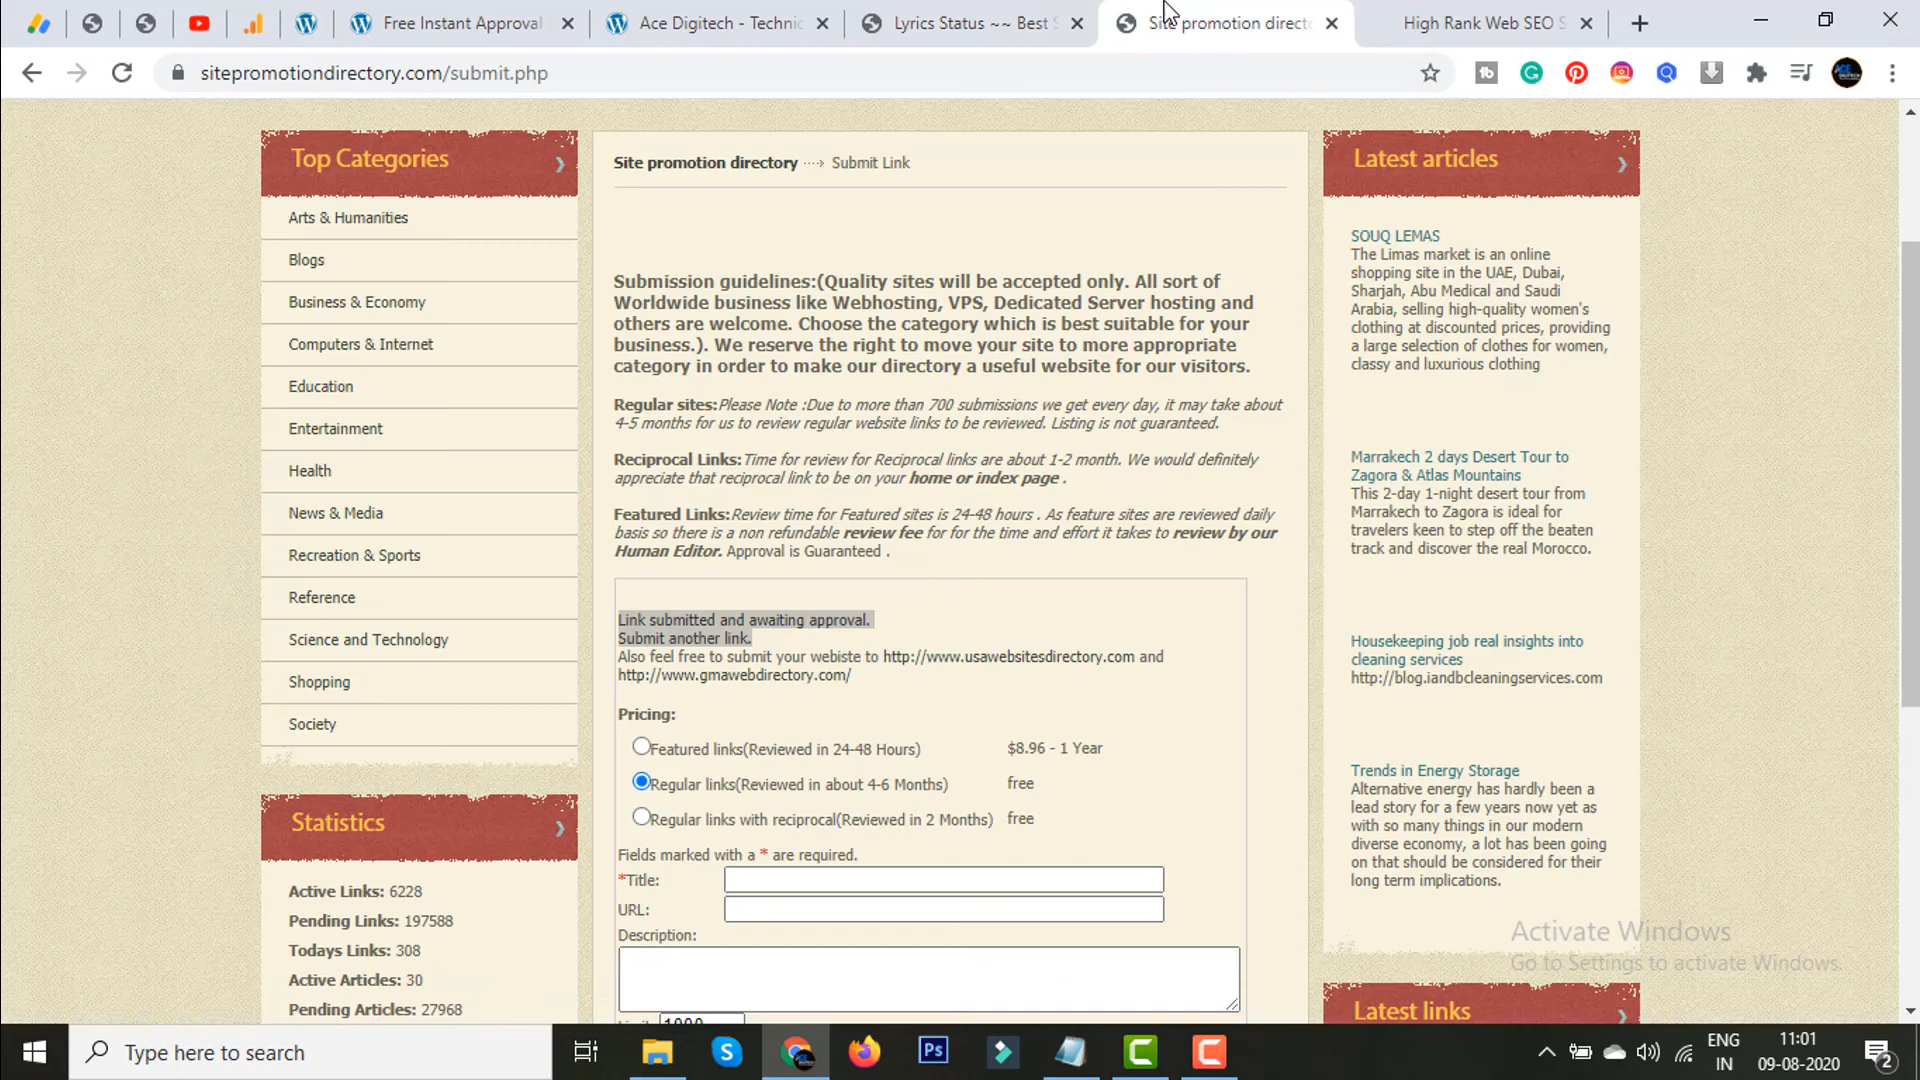 Free Instant Approval
Ace Digitech - Technic
Lyrics Status ~~ Best S
Site promotion directo
High Rank Web SEO S
sitepromotiondirectory.com/submit.php
Top Categories
Arts & Humanities
Blogs
Business & Economy
Computers & Internet
Education
Entertainment
Health
News & Media
Recreation & Sports
Reference
Science and Technology
Shopping
Society
Statistics
Active Links: 6228
Pending Links: 197588
Todays Links: 308
Active Articles: 30
Pending Articles: 27968
Site promotion directory ····> Submit Link
Submission guidelines:(Quality sites will be accepted only. All sort of
Worldwide business like Webhosting, VPS, Dedicated Server hosting and
others are welcome. Choose the category which is best suitable for your
business.). We reserve the right to move your site to more appropriate
category in order to make our directory a useful website for our visitors.
Regular sites:Please Note :Due to more than 700 submissions we get every day, it may take about
4-5 months for us to review regular website links to be reviewed. Listing is not guaranteed.
Reciprocal Links:Time for review for Reciprocal links are about 1-2 month. We would definitely
appreciate that reciprocal link to be on your home or index page .
Featured Links:Review time for Featured sites is 24-48 hours . As feature sites are reviewed daily
basis so there is a non refundable review fee for for the time and effort it takes to review by our
Human Editor. Approval is Guaranteed .
Link submitted and awaiting approval.
Submit another link.
Also feel free to submit your webiste to http://www.usawebsitesdirectory.com and
http://www.gmawebdirectory.com/
Pricing:
Featured links(Reviewed in 24-48 Hours) $8.96 - 1 Year
Regular links(Reviewed in about 4-6 Months) free
Regular links with reciprocal(Reviewed in 2 Months) free
Fields marked with a * are required.
*Title:
URL:
Description:
Latest articles
SOUQ LEMAS
The Limas market is an online
shopping site in the UAE, Dubai,
Sharjah, Abu Medical and Saudi
Arabia, selling high-quality women's
clothing at discounted prices, providing
a large selection of clothes for women,
classy and luxurious clothing
Marrakech 2 days Desert Tour to
Zagora & Atlas Mountains
This 2-day 1-night desert tour from
Marrakech to Zagora is ideal for
travelers keen to step off the beaten
track and discover the real Morocco.
Housekeeping job real insights into
cleaning services
http://blog.iandbcleaningservices.com
Trends in Energy Storage
Alternative energy has hardly been a
lead story for a few years now yet as
with so many things in our modern
diverse economy, a lot has been going
on that should be considered for their
long term implications.
Latest links
Activate Windows
Go to Settings to activate Windows.
Type here to search
Ps
ENG
IN
11:01
09-08-2020
2